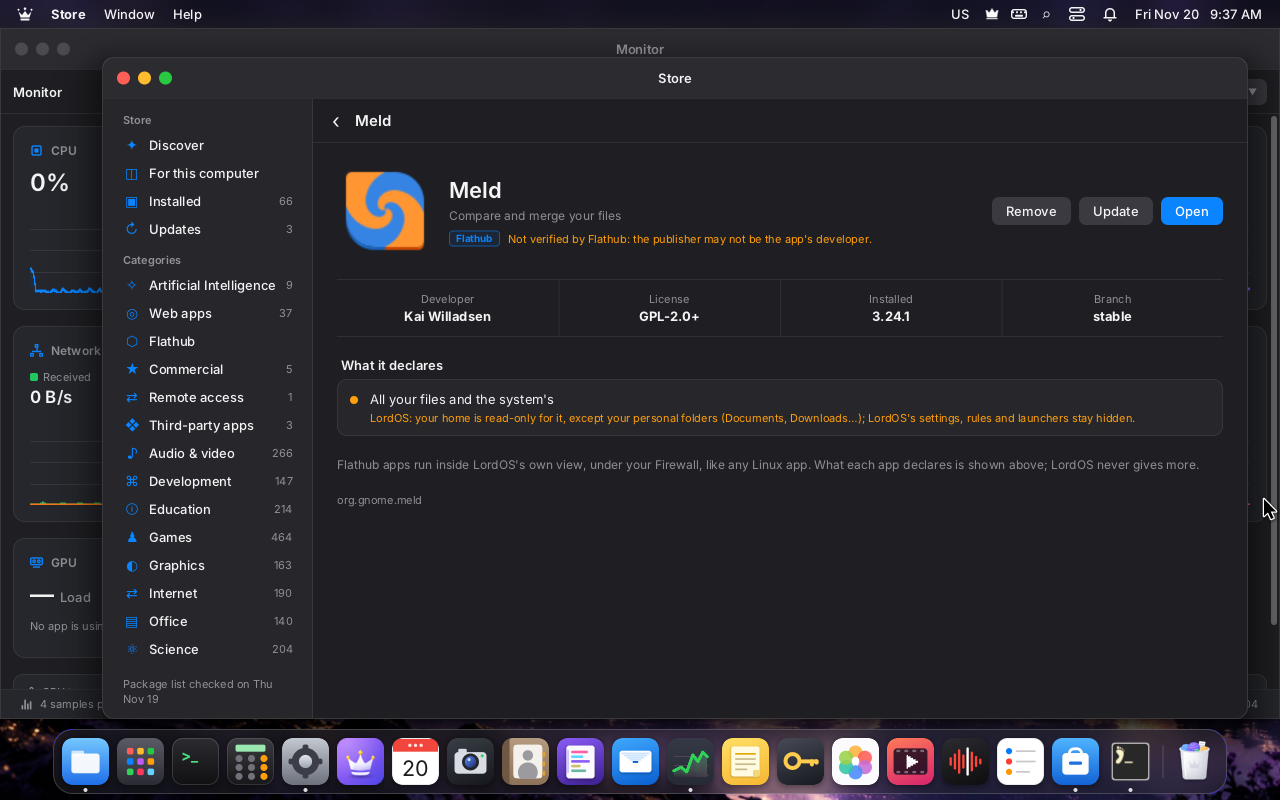 Store Window Help
US Fri Nov 20 9:37 AM
Monitor
Store
Monitor
CPU
0%
Network
Received
0 B/s
GPU
Load
No app is usin
4 samples p
04
Store
Discover
For this computer
Installed 66
Updates 3
Categories
Artificial Intelligence 9
Web apps 37
Flathub
Commercial 5
Remote access 1
Third-party apps 3
Audio & video 266
Development 147
Education 214
Games 464
Graphics 163
Internet 190
Office 140
Science 204
Package list checked on Thu
Nov 19
Meld
Meld
Compare and merge your files
Flathub Not verified by Flathub: the publisher may not be the app's developer.
Remove Update Open
Developer License Installed Branch
Kai Willadsen GPL-2.0+ 3.24.1 stable
What it declares
All your files and the system's
LordOS: your home is read-only for it, except your personal folders (Documents, Downloads...); LordOS's settings, rules and launchers stay hidden.
Flathub apps run inside LordOS's own view, under your Firewall, like any Linux app. What each app declares is shown above; LordOS never gives more.
org.gnome.meld
>_
20